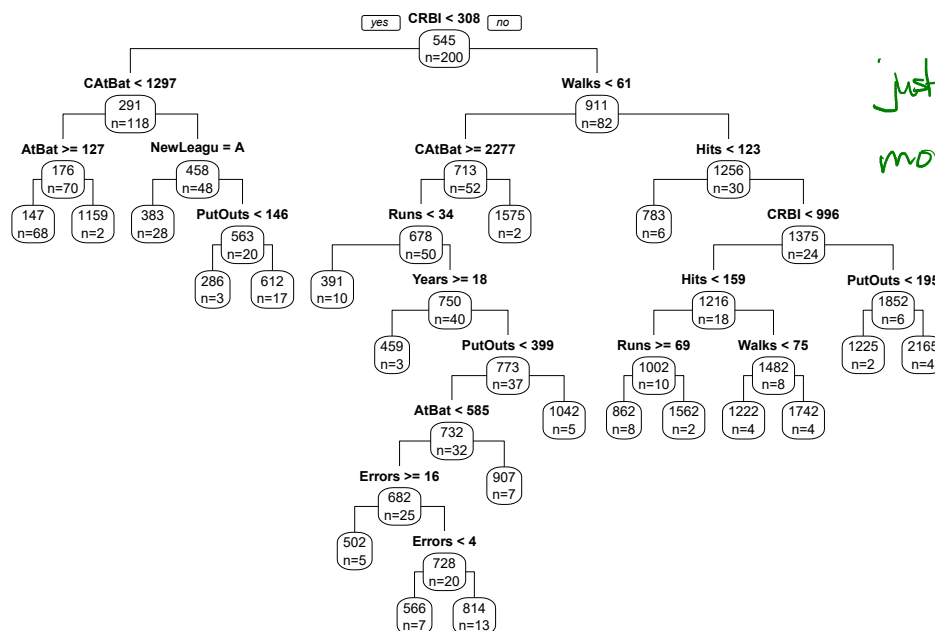 yes CRBI < 308 no
545
n=200
CAtBat < 1297 Walks < 61
291 911
n=118 n=82
AtBat >= 127 NewLeagu = A CAtBat >= 2277 Hits < 123
176 458 713 1256
n=70 n=48 n=52 n=30
147 1159 383 PutOuts < 146 Runs < 34 1575 783 CRBI < 996
n=68 n=2 n=28 563 678 n=2 n=6 1375
n=20 n=50 n=24
286 612 391 Years >= 18 Hits < 159 PutOuts < 195
n=3 n=17 n=10 750 1216 1852
n=40 n=18 n=6
459 PutOuts < 399 Runs >= 69 Walks < 75 1225 2165
n=3 773 1002 1482 n=2 n=4
n=37 n=10 n=8
AtBat < 585 1042 862 1562 1222 1742
732 n=5 n=8 n=2 n=4 n=4
n=32
Errors >= 16 907
682 n=7
n=25
502 Errors < 4
n=5 728
n=20
566 814
n=7 n=13
just